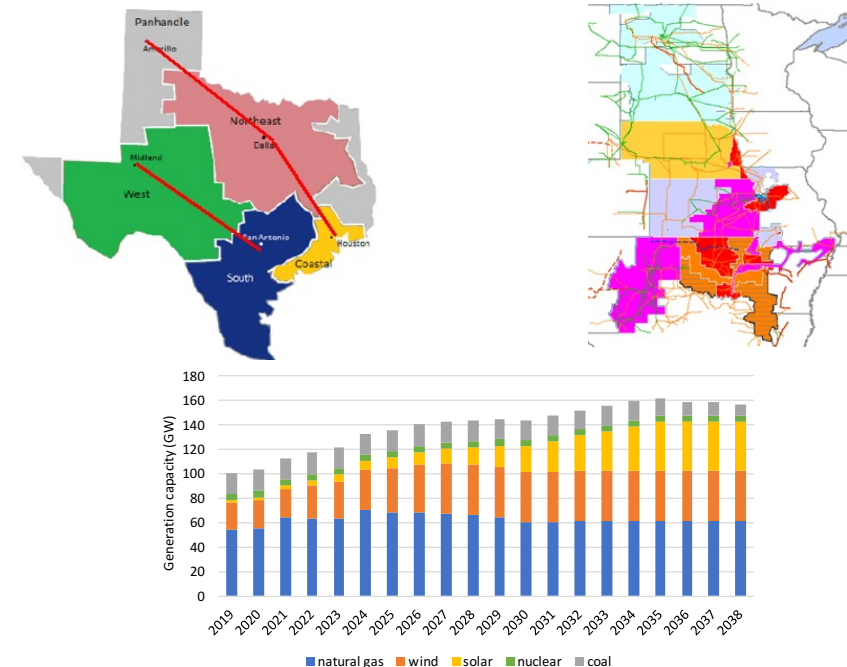 Panhandle
Amarillo
Northeast
Dallas
Midland
West
San Antonio
Houston
Coastal
South
180
160
140
120
100
80
60
40
20
0
Generation capacity (GW)
2019 2020 2021 2022 2023 2024 2025 2026 2027 2028 2029 2030 2031 2032 2033 2034 2035 2036 2037 2038
natural gas wind solar nuclear coal